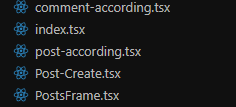 comment-according.tsx
index.tsx
post-according.tsx
Post-Create.tsx
PostsFrame.tsx